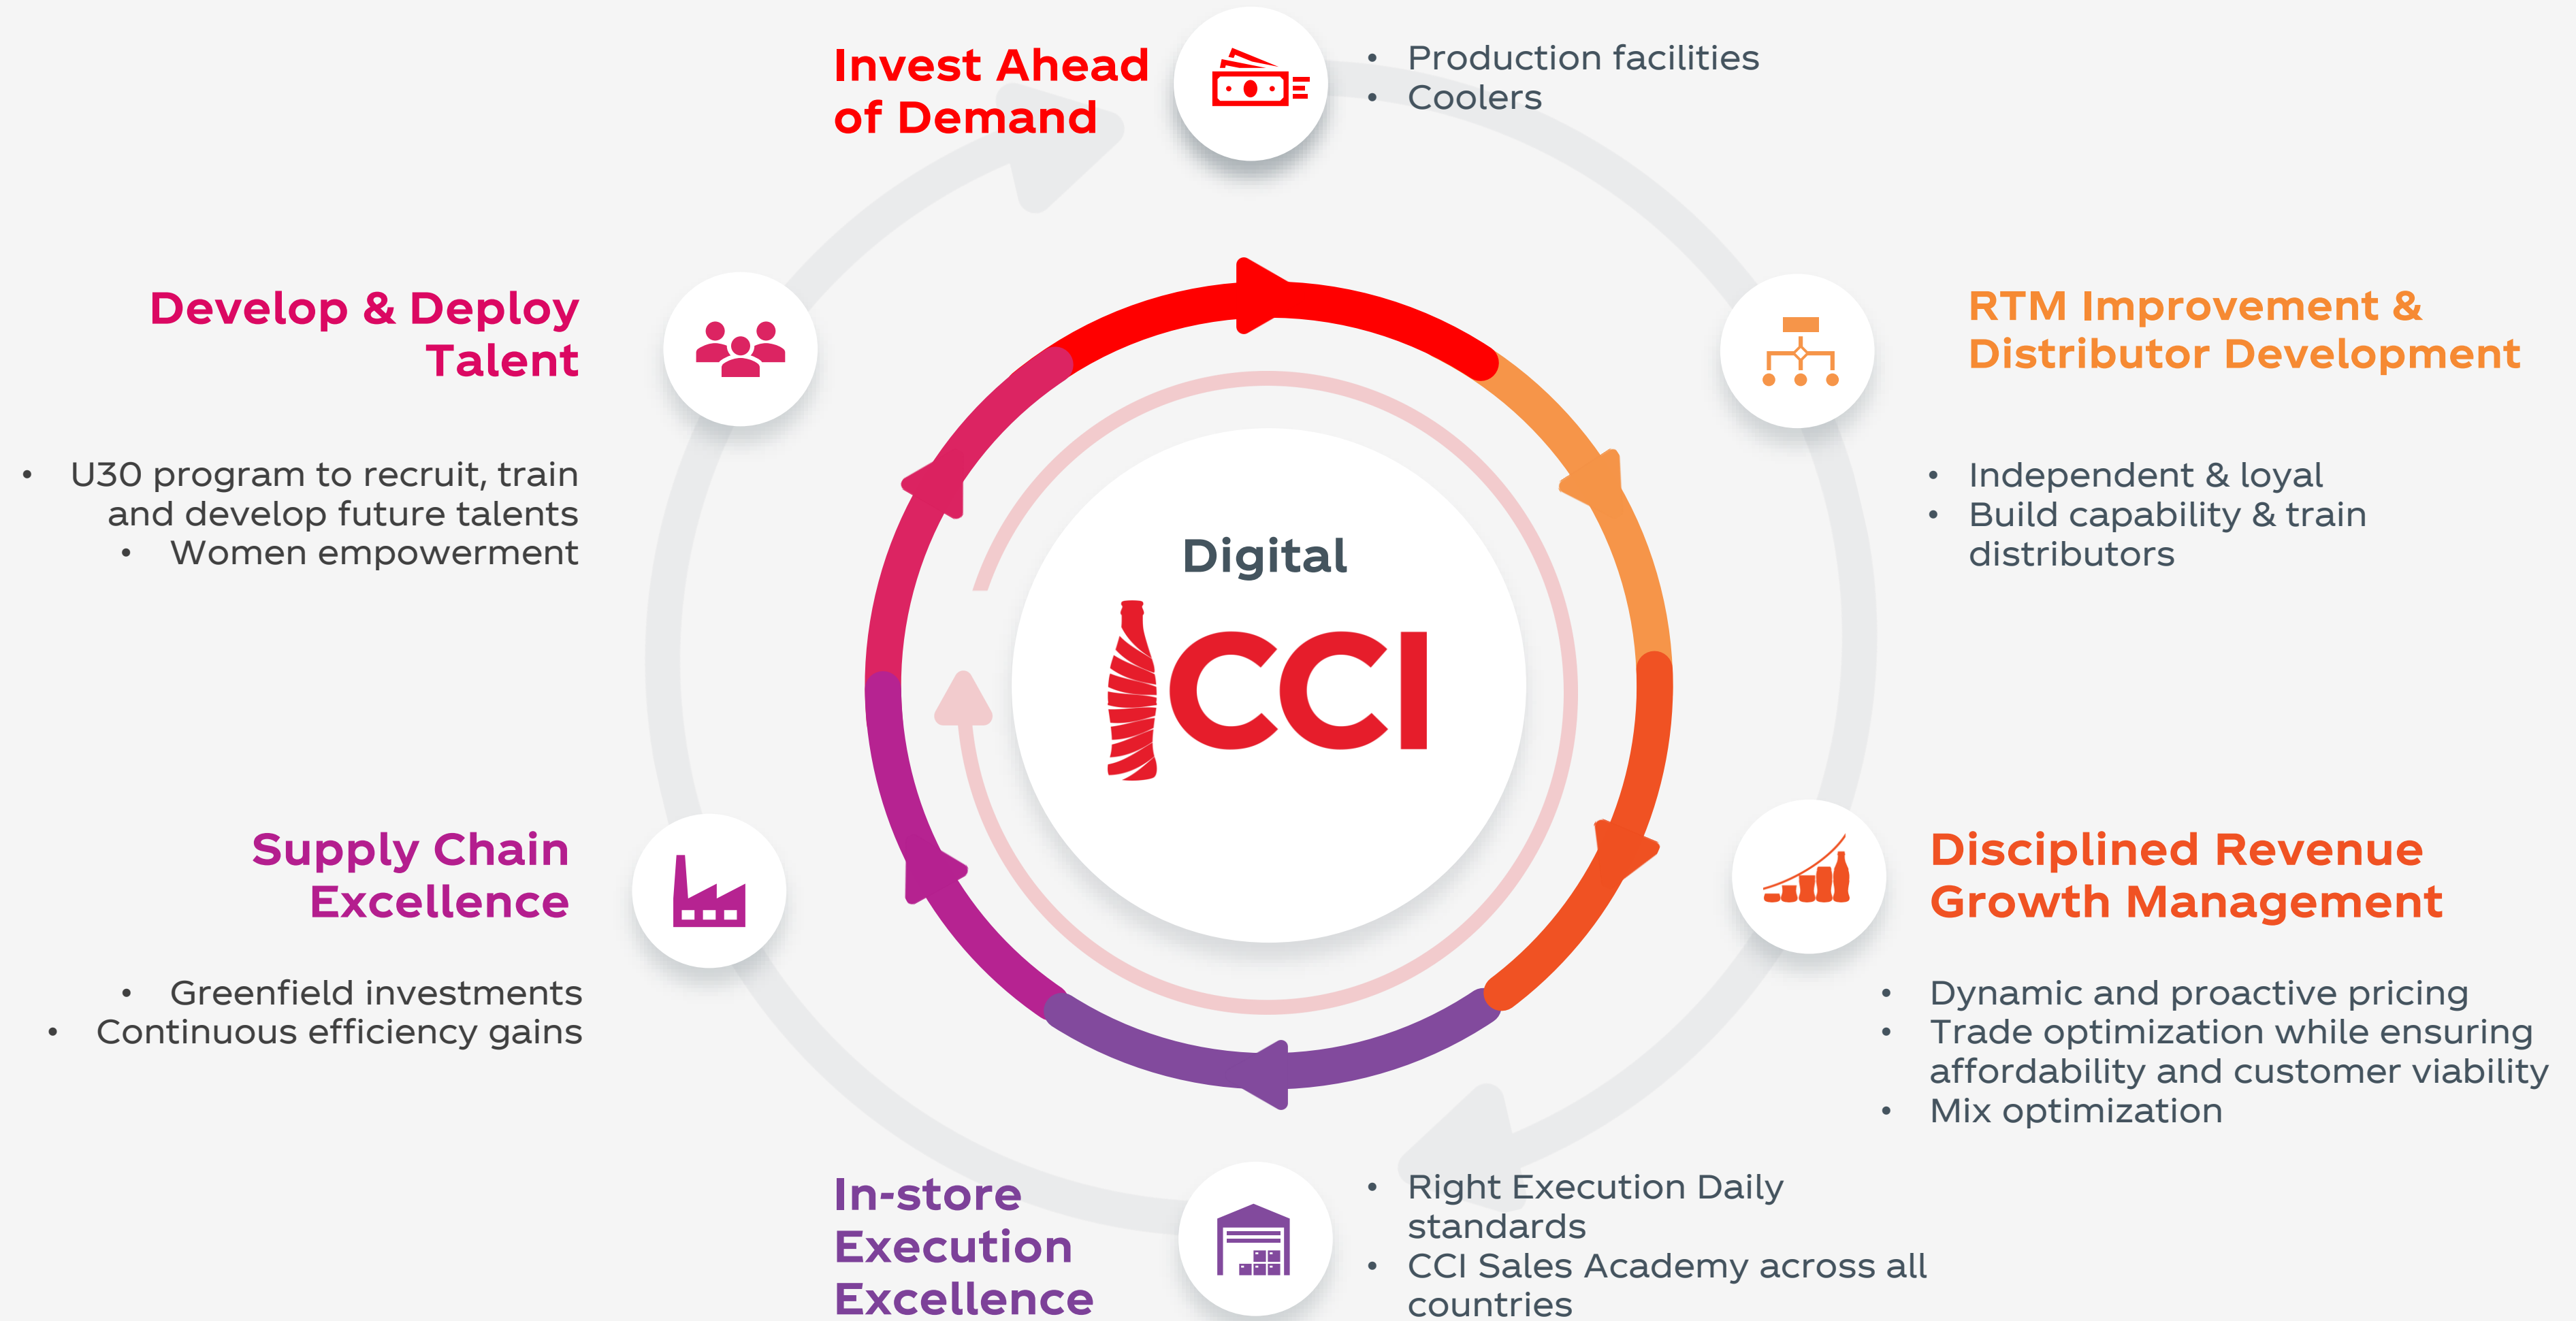 Invest Ahead
of Demand
• Production facilities
• Coolers
RTM Improvement &
Distributor Development
• Independent & loyal
• Build capability & train
distributors
Disciplined Revenue
Growth Management
• Dynamic and proactive pricing
• Trade optimization while ensuring
affordability and customer viability
• Mix optimization
In-store
Execution
Excellence
• Right Execution Daily
standards
• CCI Sales Academy across all
countries
Supply Chain
Excellence
• Greenfield investments
• Continuous efficiency gains
Develop & Deploy
Talent
• U30 program to recruit, train
and develop future talents
• Women empowerment
Digital
CCI